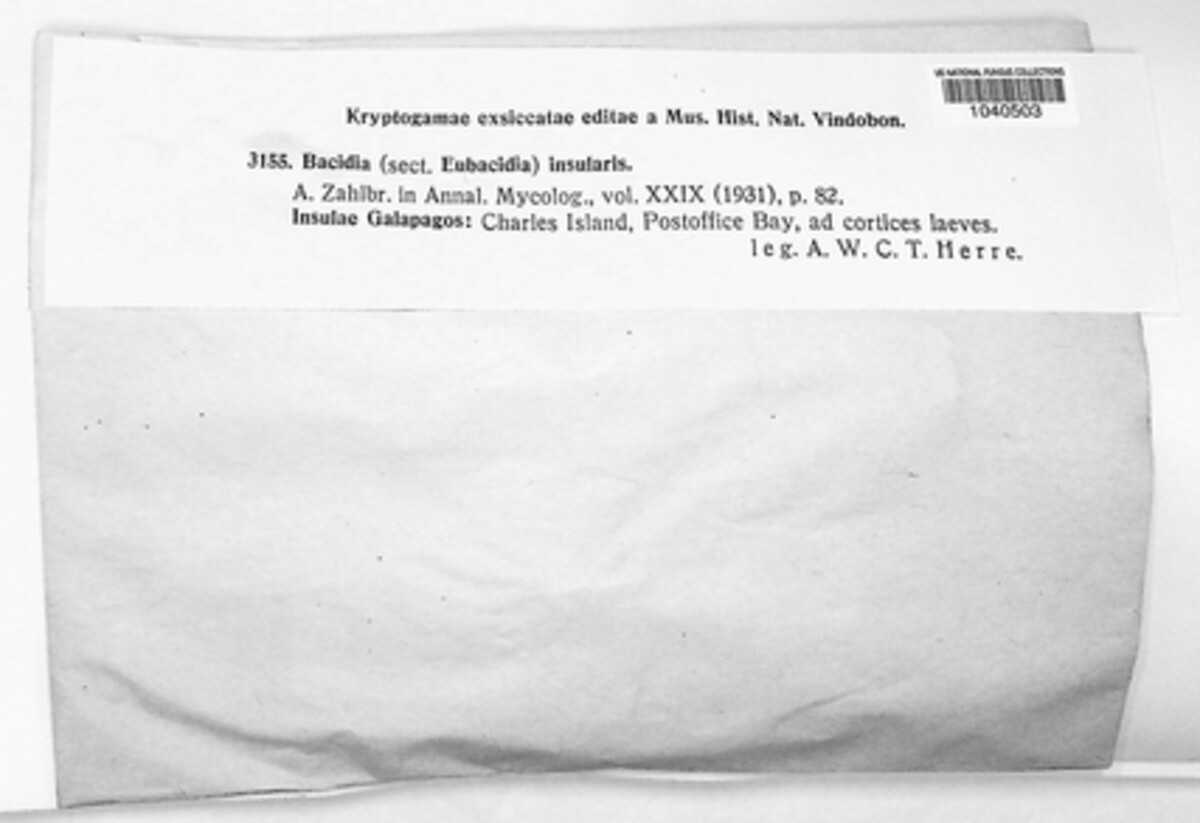 US NATIONAL FUNGUS COLLECTIONS
1040503
Kryptogamae exsiccatae editae a Mus. Hist. Nat. Vindobon.
3155. Bacidia (sect. Eubacidia) insularis.
A. Zahlbr. in Annal. Mycolog., vol. XXIX (1931), p. 82.
Insulae Galapagos: Charles Island, Postoffice Bay, ad cortices laeves.
leg. A. W. C. T. Herre.